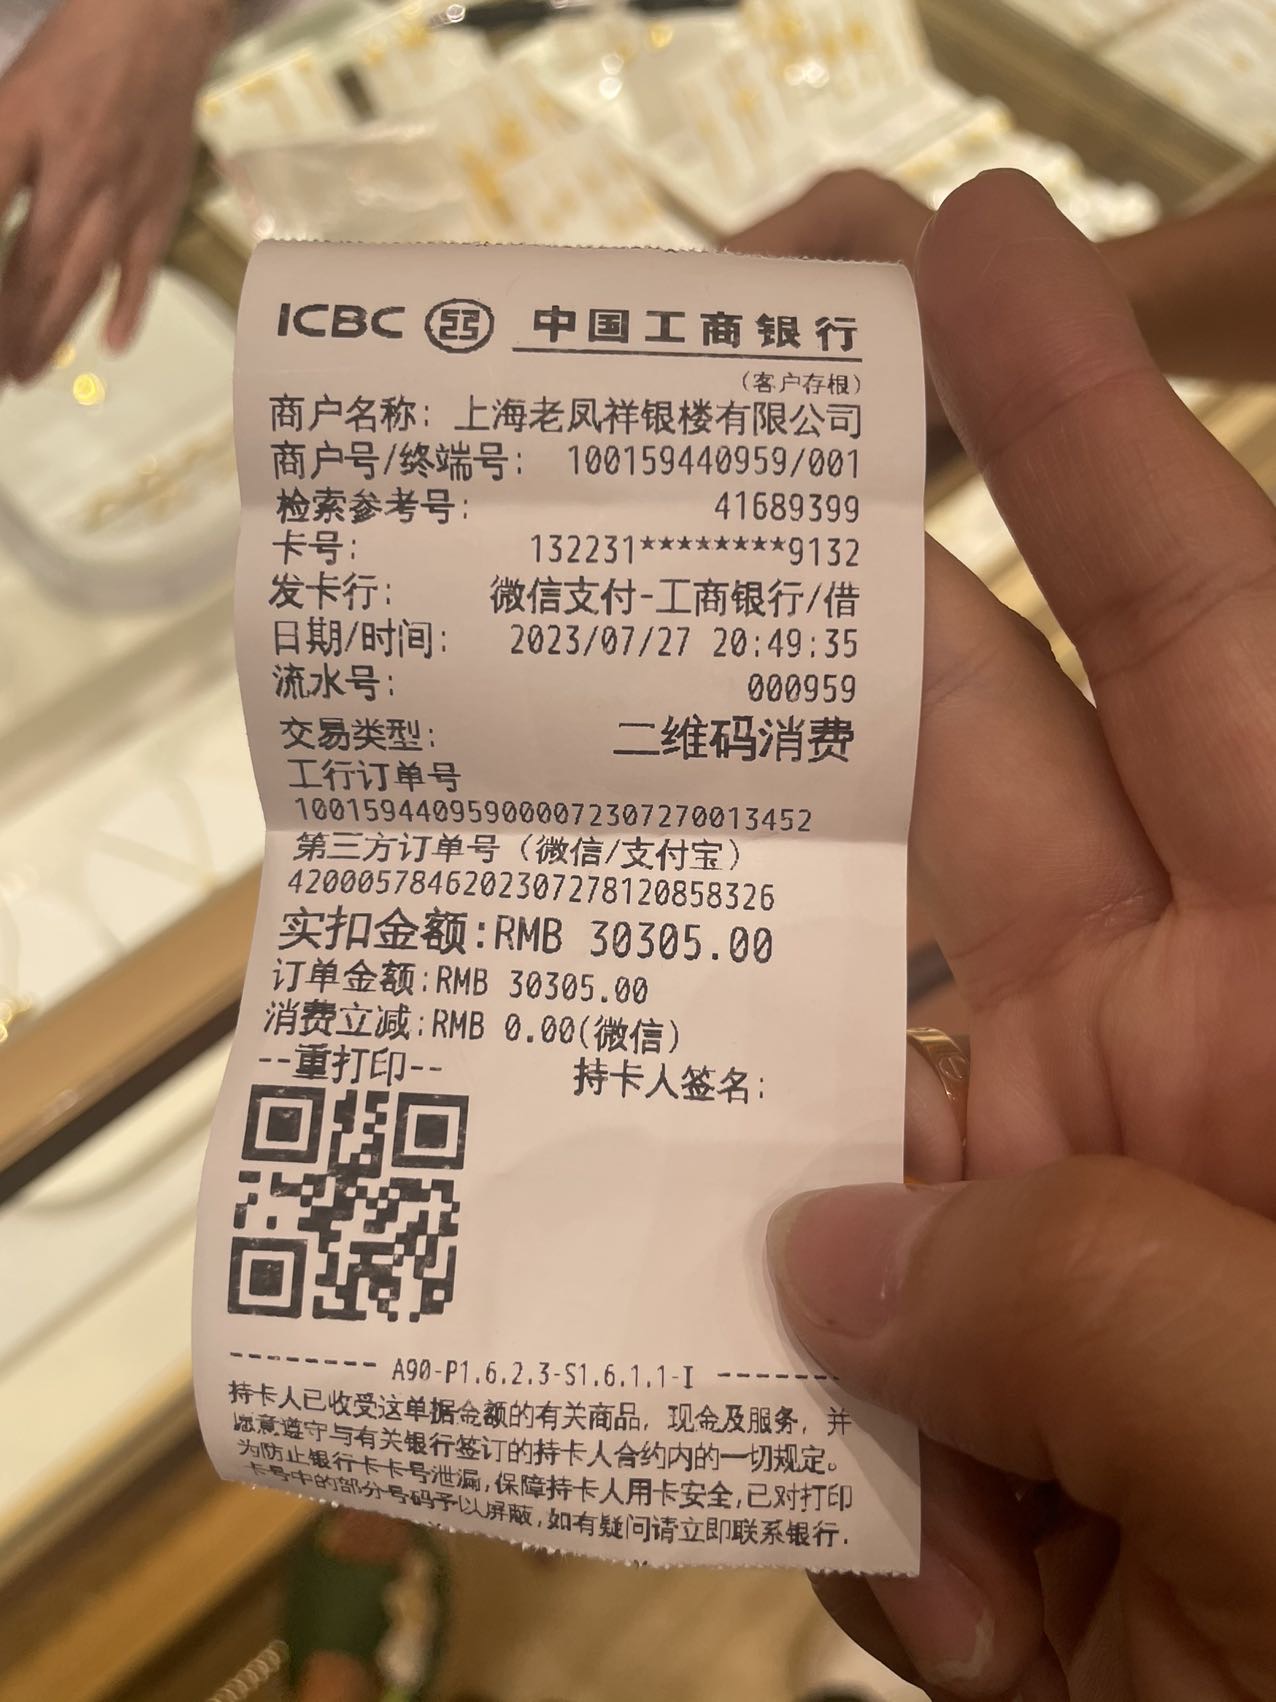 ICBC 中国工商银行
(客户存根)
商户名称: 上海老凤祥银楼有限公司
商户号/终端号: 100159440959/001
检索参考号: 41689399
卡号: 132231********9132
发卡行: 微信支付-工商银行/借
日期/时间: 2023/07/27 20:49:35
流水号: 000959
交易类型: 二维码消费
工行订单号
100159440959000072307270013452
第三方订单号(微信/支付宝)
4200057846202307278120858326
实扣金额:RMB 30305.00
订单金额:RMB 30305.00
消费立减:RMB 0.00(微信)
--重打印-- 持卡人签名:
-------- A90-P1.6.2.3-S1.6.1.1-I --------
持卡人已收受这单据金额的有关商品, 现金及服务, 并
愿意遵守与有关银行签订的持卡人合约内的一切规定。
为防止银行卡卡号泄漏,保障持卡人用卡安全,已对打印
卡号中的部分号码予以屏蔽,如有疑问请立即联系银行.